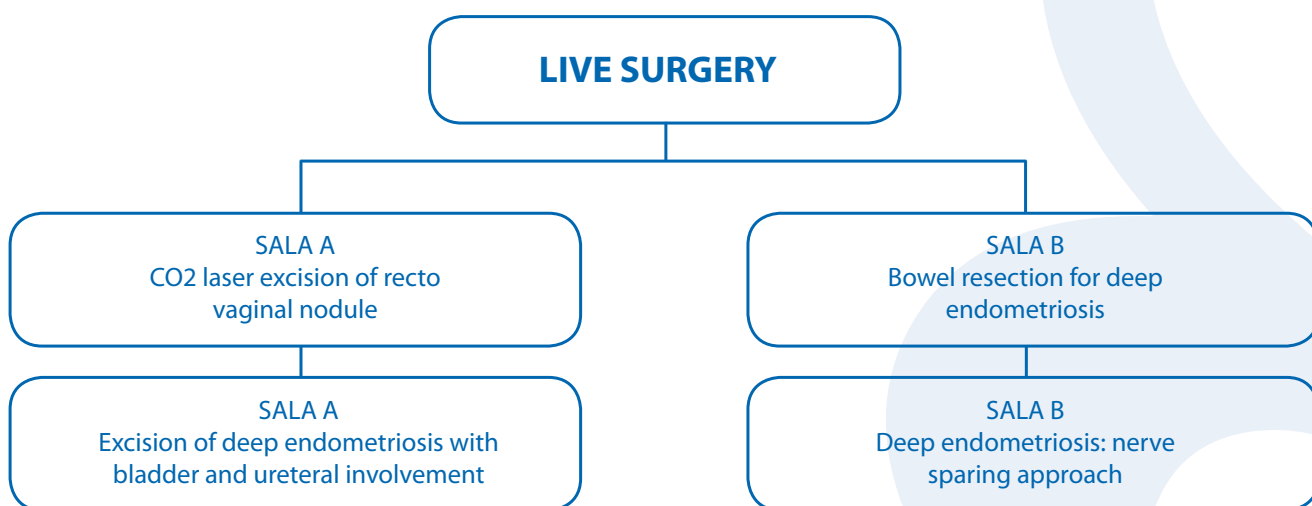 LIVE SURGERY
SALA A
CO2 laser excision of recto
vaginal nodule
SALA B
Bowel resection for deep
endometriosis
SALA A
Excision of deep endometriosis with
bladder and ureteral involvement
SALA B
Deep endometriosis: nerve
sparing approach